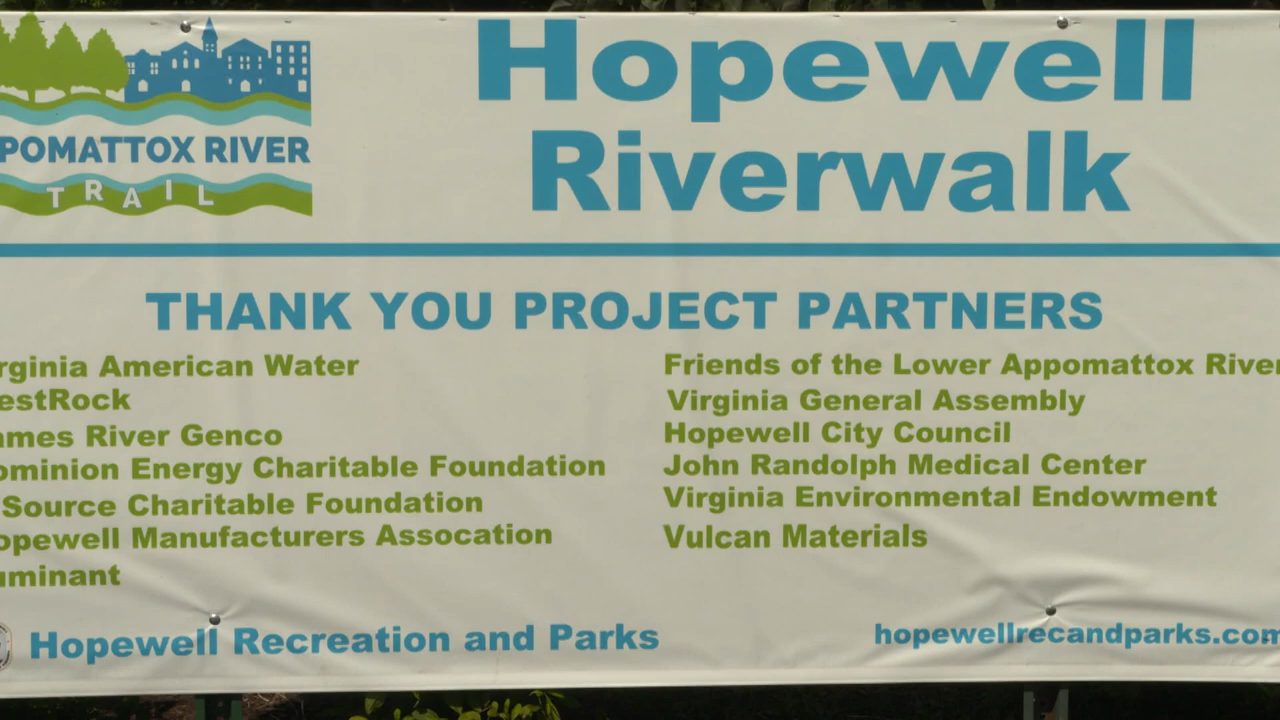 POMATTOX RIVER
TRAIL
Hopewell
Riverwalk
THANK YOU PROJECT PARTNERS
rginia American Water
estRock
ames River Genco
ominion Energy Charitable Foundation
Source Charitable Foundation
opewell Manufacturers Assocation
uminant
Friends of the Lower Appomattox River
Virginia General Assembly
Hopewell City Council
John Randolph Medical Center
Virginia Environmental Endowment
Vulcan Materials
Hopewell Recreation and Parks
hopewellrecandparks.com